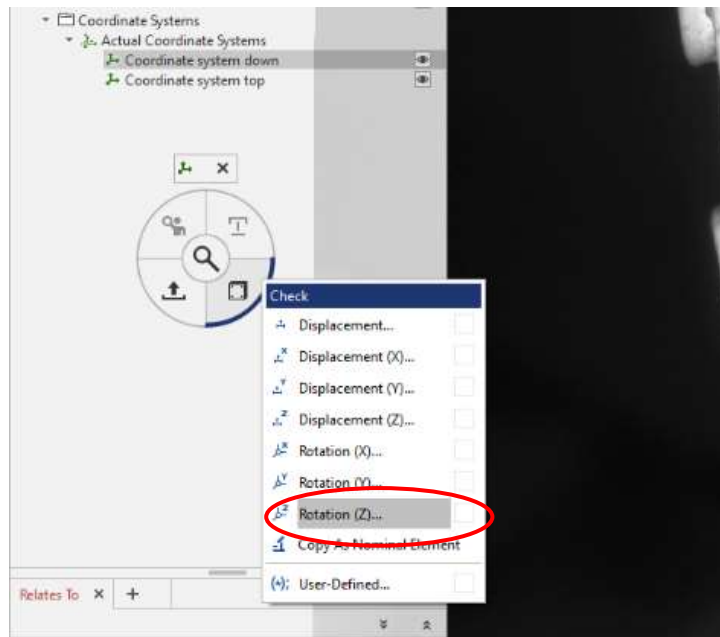 Coordinate Systems
Actual Coordinate Systems
Coordinate system down
Coordinate system top
Check
Displacement...
Displacement (X)...
Displacement (Y)...
Displacement (Z)...
Rotation (X)...
Rotation (Y)...
Rotation (Z)...
Copy As Nominal Element
User-Defined...
Relates To